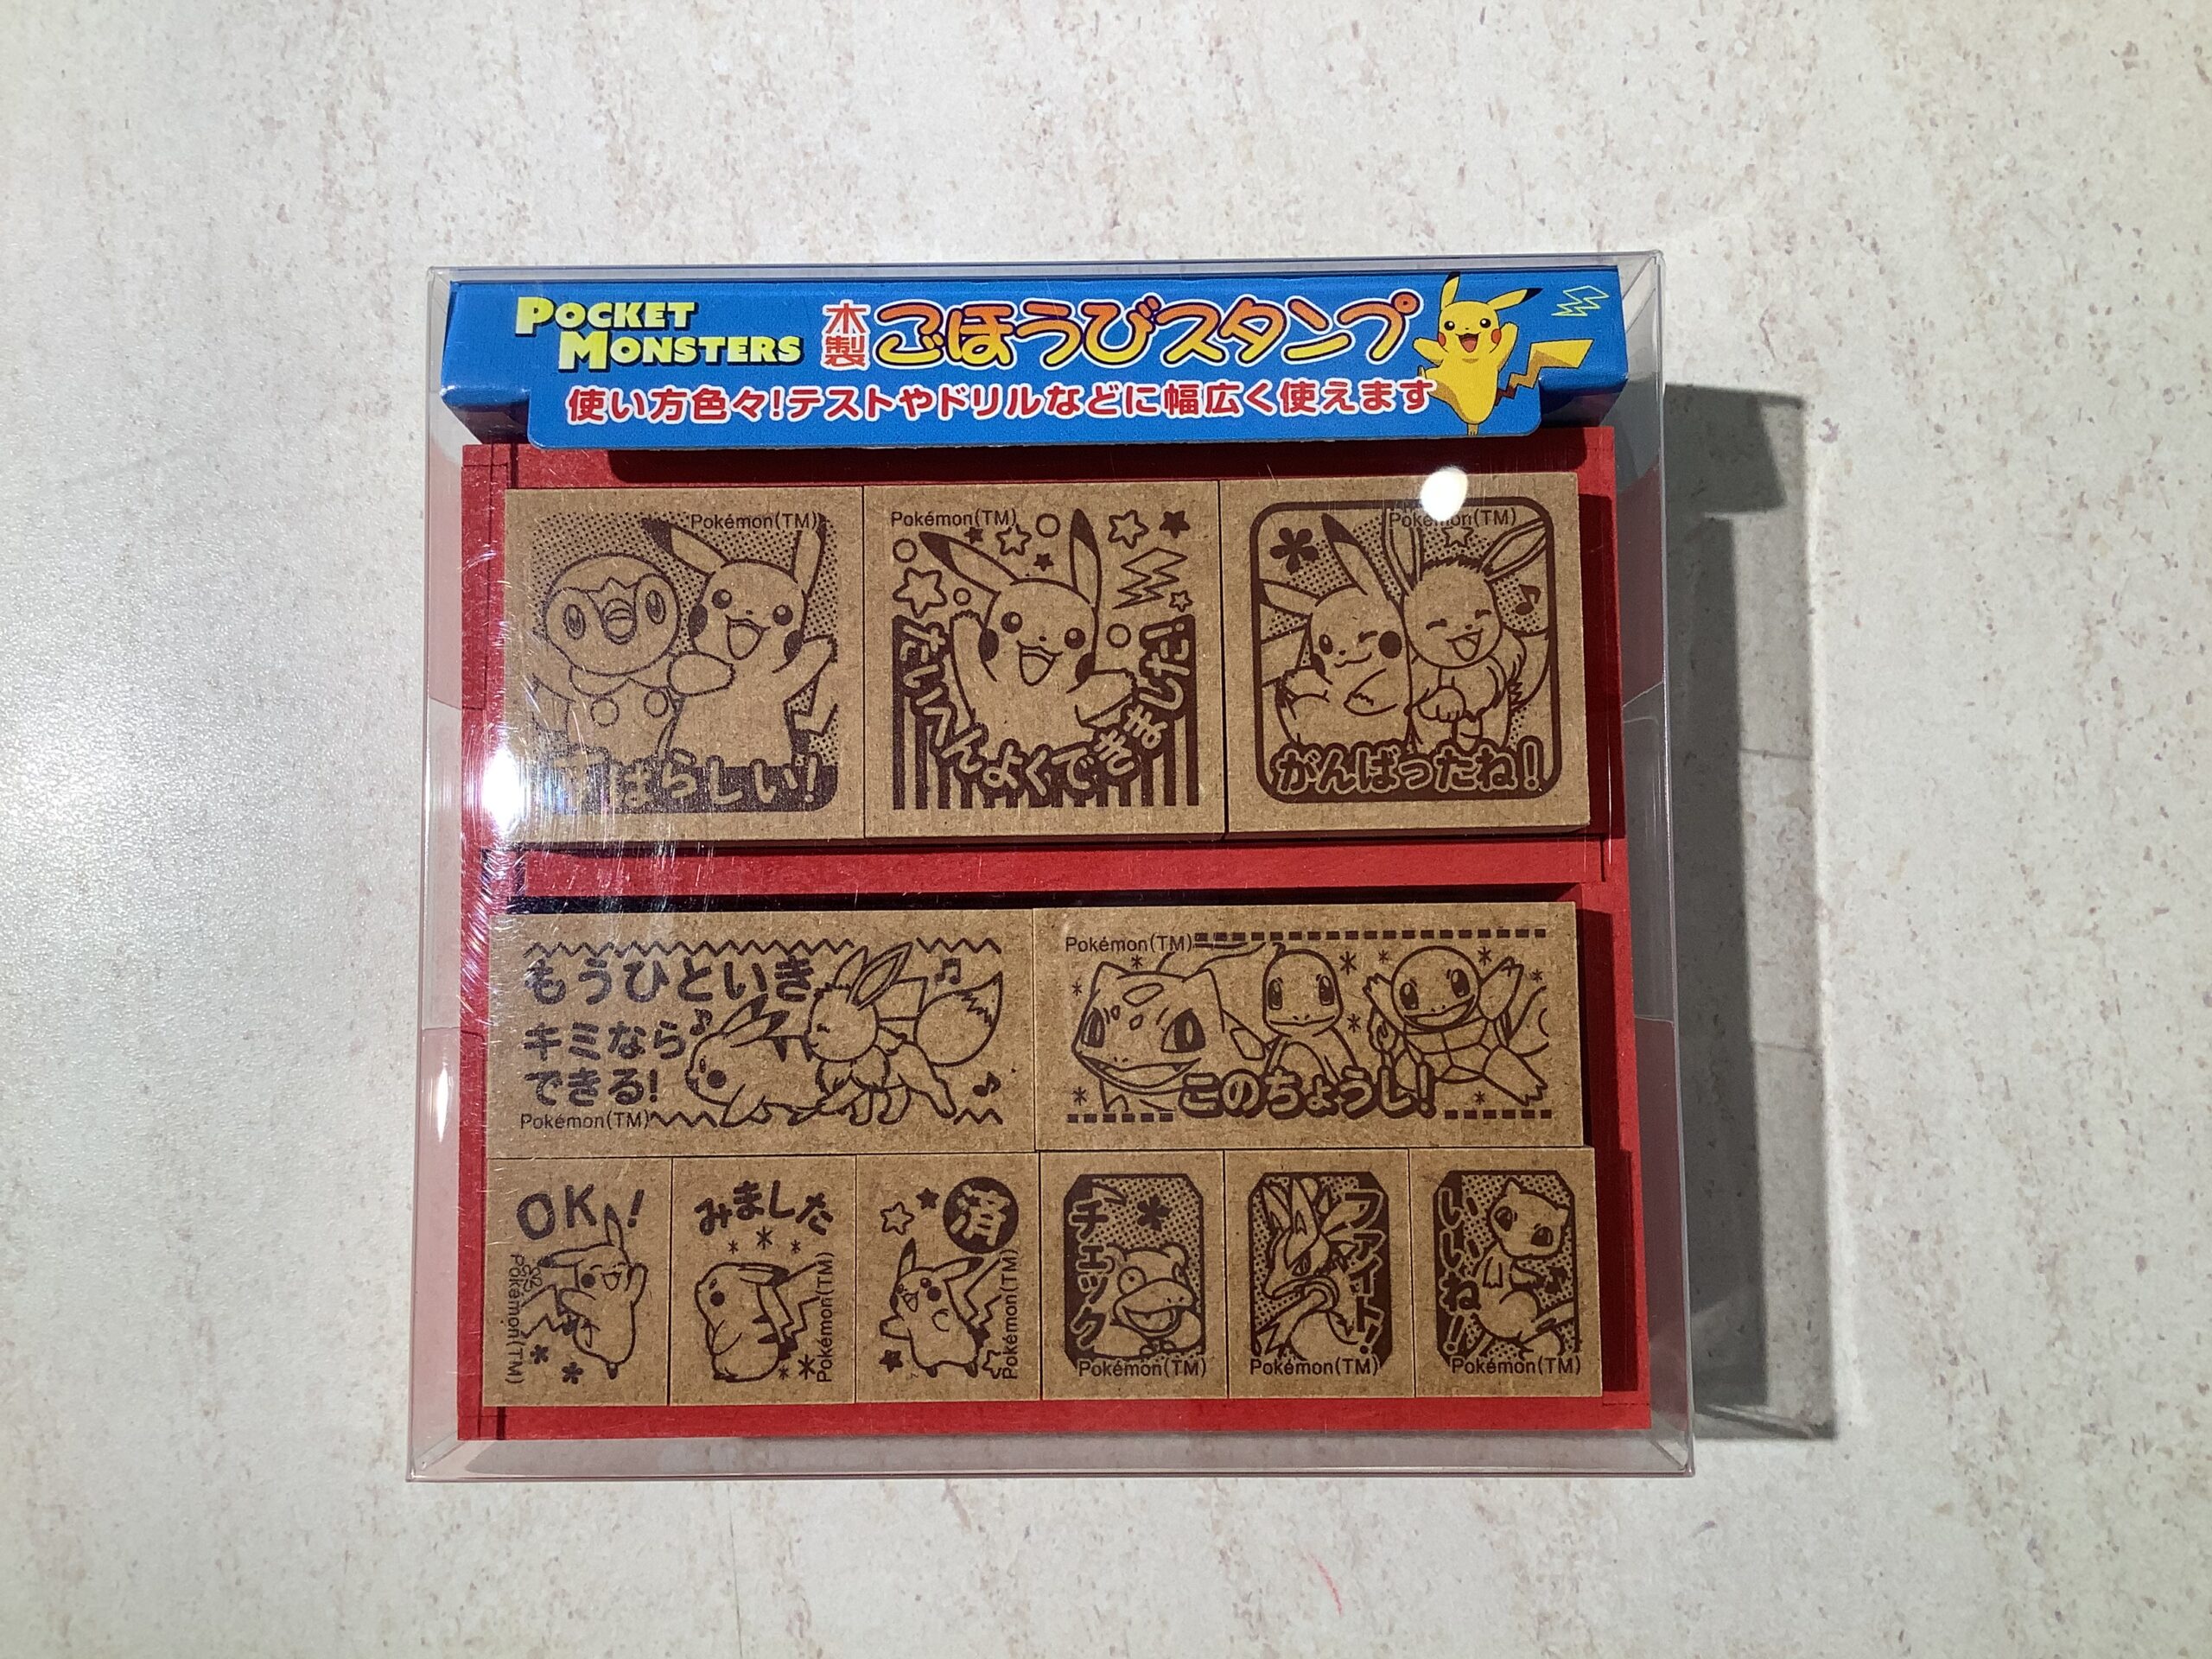 POCKET
MONSTERS
木製
ごほうびスタンプ
使い方色々!テストやドリルなどに幅広く使えます
Pokémon(TM)
すばらしい!
Pokémon(TM)
たいへんよくできました!
Pokémon(TM)
がんばったね!
もうひといき
キミなら
できる!
Pokémon(TM)
Pokémon(TM)
このちょうし!
OK!
Pokémon(TM)
みました
Pokémon(TM)
済
Pokémon(TM)
チェック
Pokémon(TM)
ファイト!
Pokémon(TM)
いいね!
Pokémon(TM)